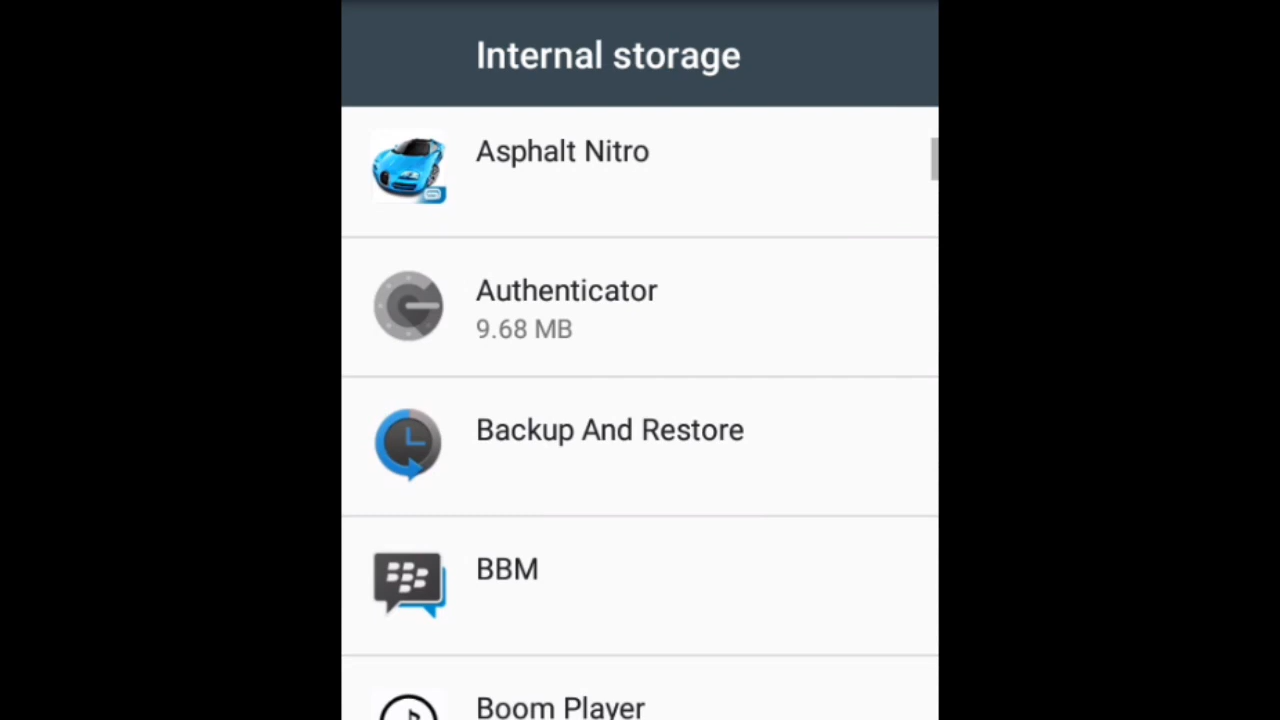 Internal storage
Asphalt Nitro
Authenticator
9.68 MB
Backup And Restore
BBM
Boom Player